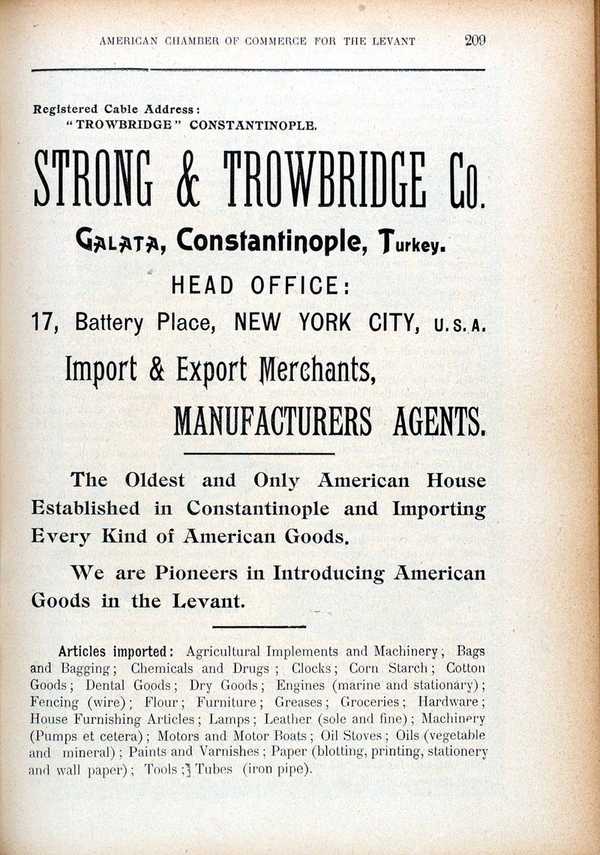 AMERICAN CHAMBER OF COMMERCE FOR THE LEVANT 209
Registered Cable Address:
"TROWBRIDGE" CONSTANTINOPLE.
STRONG & TROWBRIDGE Co.
GALATA, Constantinople, Turkey.
HEAD OFFICE:
17, Battery Place, NEW YORK CITY, U.S.A.
Import & Export Merchants,
MANUFACTURERS AGENTS.
The Oldest and Only American House
Established in Constantinople and Importing
Every Kind of American Goods.
We are Pioneers in Introducing American
Goods in the Levant.
Articles imported: Agricultural Implements and Machinery; Bags
and Bagging; Chemicals and Drugs; Clocks; Corn Starch; Cotton
Goods; Dental Goods; Dry Goods; Engines (marine and stationary);
Fencing (wire); Flour; Furniture; Greases; Groceries; Hardware;
House Furnishing Articles; Lamps; Leather (sole and fine); Machinery
(Pumps et cetera); Motors and Motor Boats; Oil Stoves; Oils (vegetable
and mineral); Paints and Varnishes; Paper (blotting, printing, stationery
and wall paper); Tools; Tubes (iron pipe).